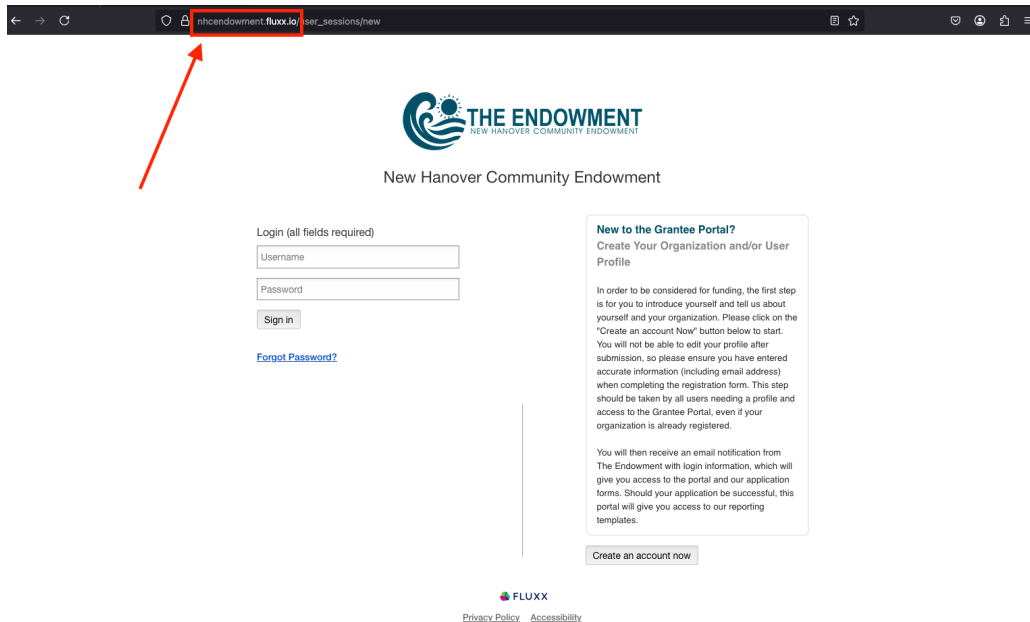 nhcendowment.fluxx.io/user_sessions/new
THE ENDOWMENT
NEW HANOVER COMMUNITY ENDOWMENT
New Hanover Community Endowment
Login (all fields required)
Username
Password
Sign in
Forgot Password?
New to the Grantee Portal?
Create Your Organization and/or User
Profile
In order to be considered for funding, the first step
is for you to introduce yourself and tell us about
yourself and your organization. Please click on the
"Create an account Now" button below to start.
You will not be able to edit your profile after
submission, so please ensure you have entered
accurate information (including email address)
when completing the registration form. This step
should be taken by all users needing a profile and
access to the Grantee Portal, even if your
organization is already registered.
You will then receive an email notification from
The Endowment with login information, which will
give you access to the portal and our application
forms. Should your application be successful, this
portal will give you access to our reporting
templates.
Create an account now
FLUXX
Privacy Policy Accessibility